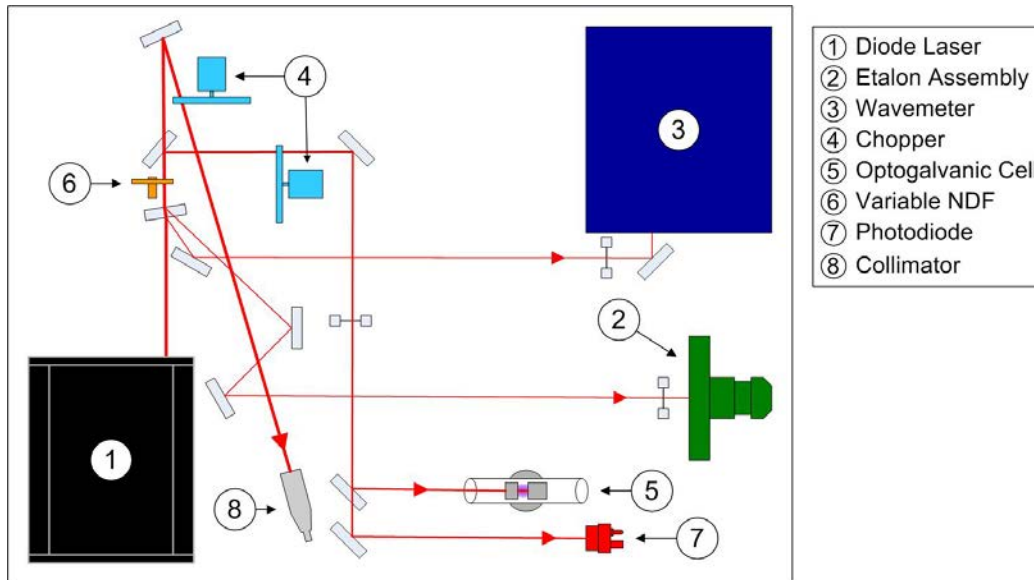 4
3
6
2
1
8
5
7
1 Diode Laser
2 Etalon Assembly
3 Wavemeter
4 Chopper
5 Optogalvanic Cell
6 Variable NDF
7 Photodiode
8 Collimator